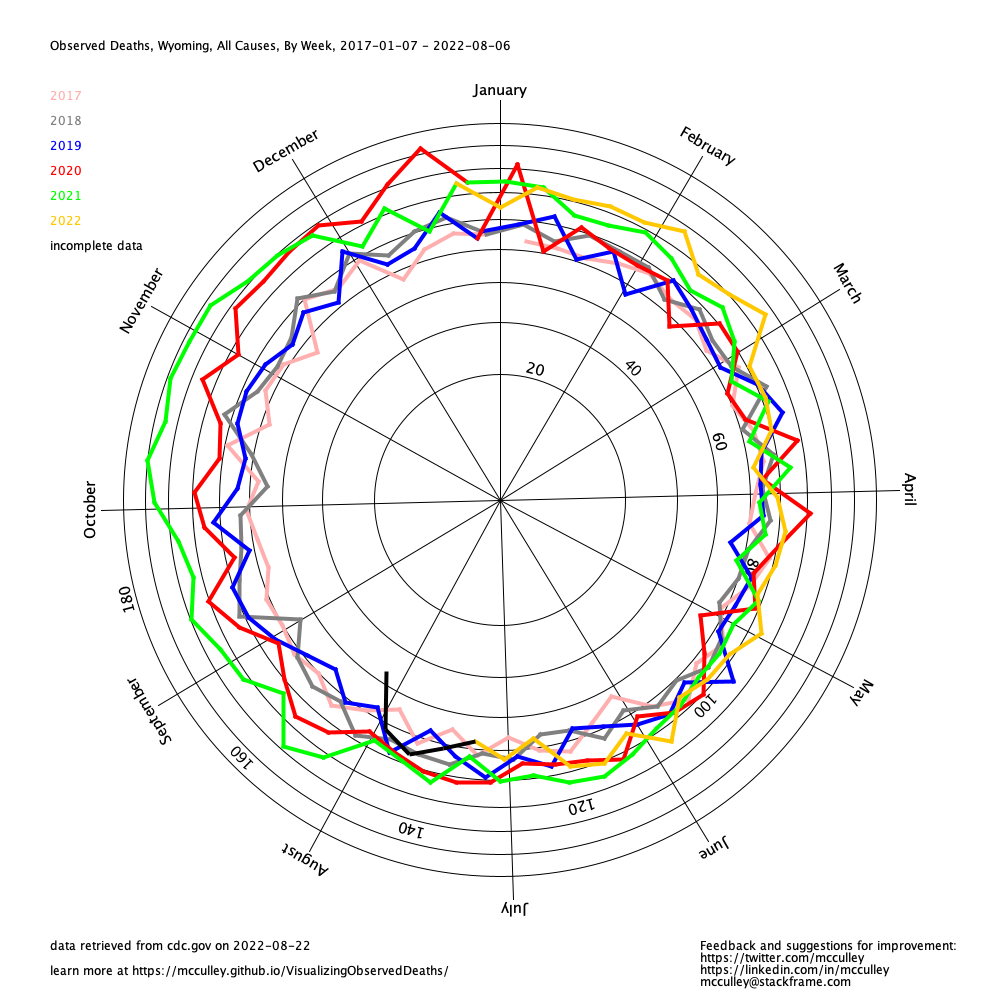 Observed Deaths, Wyoming, All Causes, By Week, 2017-01-07 - 2022-08-06
January
2017
2018
2019
2020
2021
2022
incomplete data
December
February
November
March
20
40
60
October
April
80
180
September
May
100
160
120
140
August
June
July
data retrieved from cdc.gov on 2022-08-22
learn more at https://mcculley.github.io/VisualizingObservedDeaths/
Feedback and suggestions for improvement:
https://twitter.com/mcculley
https://linkedin.com/in/mcculley
mcculley@stackframe.com